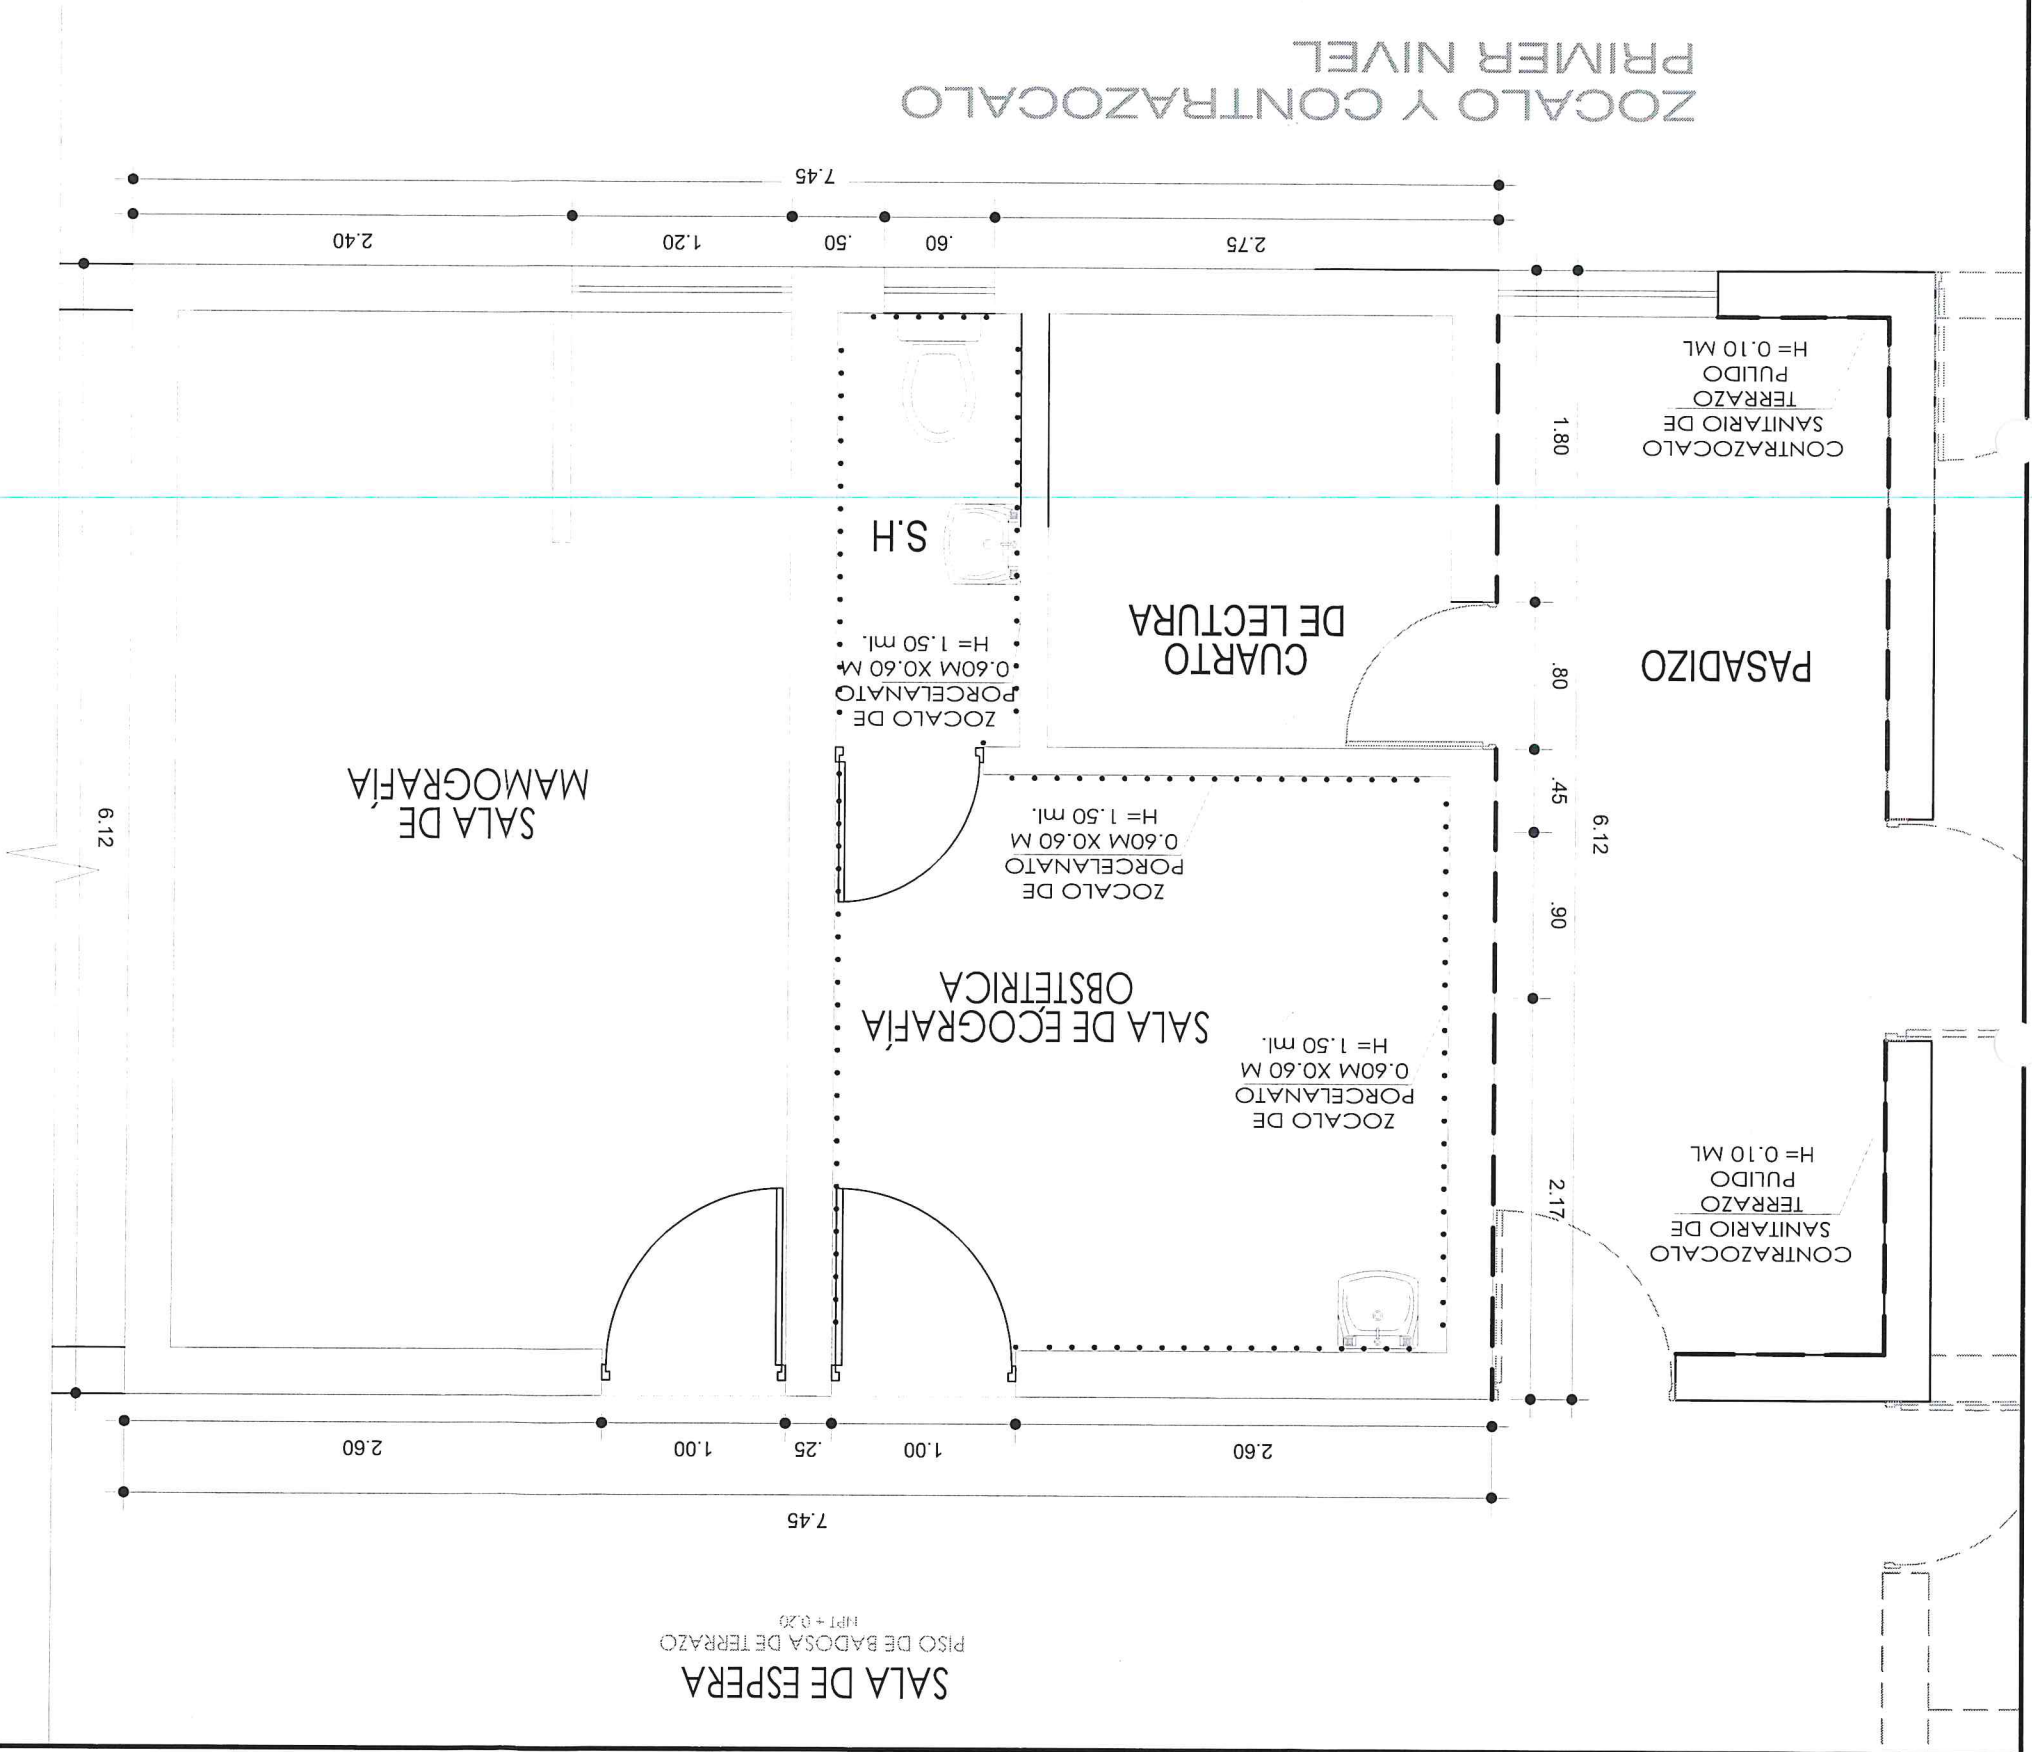 SALA DE ESPERA
PISO DE BADOSA DE TERRAZO
NPT + 0.20
7.45
2.60
1.00
.25
1.00
2.60
CONTRAZOCALO
SANITARIO DE
TERRAZO
PULIDO
H= 0.10 ML
2.17
ZOCALO DE
PORCELANATO
0.60M X0.60 M
H= 1.50 ml.
SALA DE ECOGRAFÍA
OBSTÉTRICA
.90
6.12
.45
ZOCALO DE
PORCELANATO
0.60M X0.60 M
H= 1.50 ml.
SALA DE
MAMOGRAFÍA
6.12
PASADIZO
.80
CUARTO
DE LECTURA
ZOCALO DE
PORCELANATO
0.60M X0.60 M
H= 1.50 ml.
S.H
CONTRAZOCALO
SANITARIO DE
TERRAZO
PULIDO
H= 0.10 ML
1.80
2.75
.60
.50
1.20
2.40
7.45
ZOCALO Y CONTRAZOCALO
PRIMER NIVEL